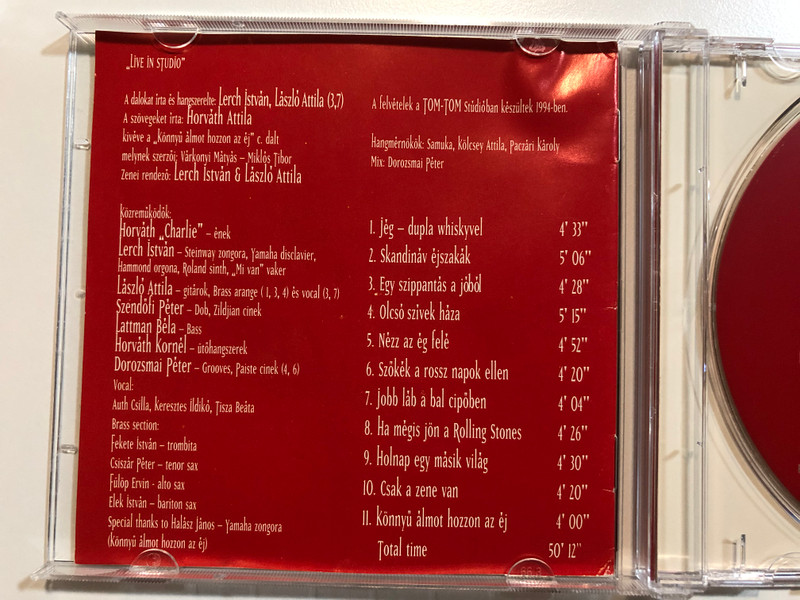 „Live in studio”
A dalokat írta és hangszerelte: Lerch István, László Attila (3,7)
A szövegeket írta: Horváth Attila
kivéve a „Könnyű álmot hozzon az éj” c. dalt
melynek szerzői: Várkonyi Mátyás – Miklós Tibor
Zenei rendező: Lerch István & László Attila
A felvételek a TOM-TOM Stúdióban készültek 1994-ben.
Hangmérnökök: Samuka, Kölcsey Attila, Paczári Károly
Mix: Dorozsmai Péter
Közreműködők:
Horváth „Charlie” – ének
Lerch István – Steinway zongora, Yamaha disclavier,
Hammond orgona, Roland sinth, „Mi van” vaker
László Attila – gitárok, Brass arange ( 1, 3, 4) és vocal (3, 7)
Szendőfi Péter – Dob, Zildjian cinek
Lattman Béla – Bass
Horváth Kornél – ütőhangszerek
Dorozsmai Péter – Grooves, Paiste cinek (4, 6)
Vocal:
Auth Csilla, Keresztes Ildikó, Tisza Beáta
Brass section:
Fekete István – trombita
Csiszár Péter – tenor sax
Fülöp Ervin - alto sax
Elek István – bariton sax
Special thanks to Halász János – Yamaha zongora
(Könnyű álmot hozzon az éj)
1. Jég – dupla whiskyvel 4' 33"
2. Skandináv éjszakák 5' 06"
3. Egy szippantás a jóból 4' 28"
4. Olcsó szívek háza 5' 15"
5. Nézz az ég felé 4' 52"
6. Szőkék a rossz napok ellen 4' 20"
7. Jobb láb a bal cipőben 4' 04"
8. Ha mégis jön a Rolling Stones 4' 26"
9. Holnap egy másik világ 4' 30"
10. Csak a zene van 4' 20"
11. Könnyű álmot hozzon az éj 4' 00"
Total time 50' 12"